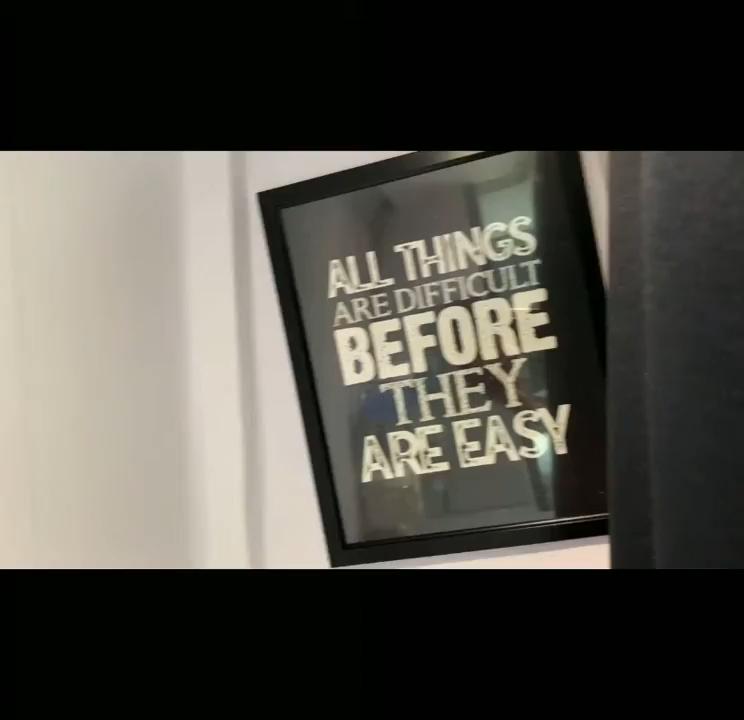 ALL THINGS
ARE DIFFICULT
BEFORE
THEY
ARE EASY